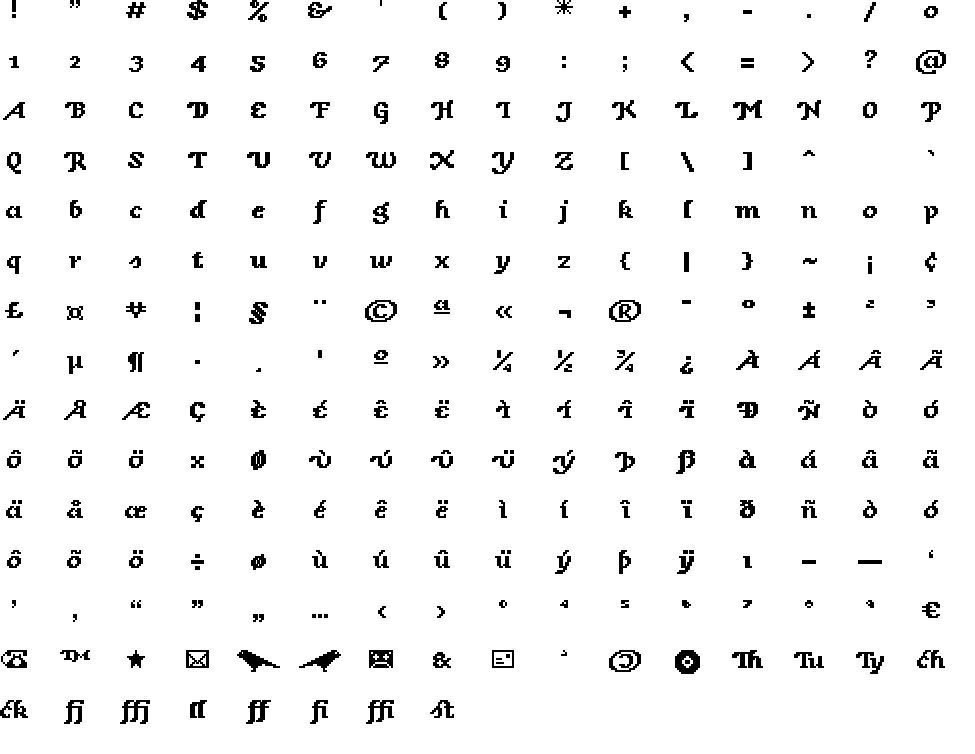 ! " # $ % & ' ( ) * + , - . / 0
1 2 3 4 5 6 7 8 9 : ; < = > ? @
A B C D E F G H I J K L M N O P
Q R S T U V W X Y Z [ \ ] ^ `
a b c d e f g h i j k l m n o p
q r s t u v w x y z { | } ~ ¡ ¢
£ ¤ ¥ ¦ § ¨ © ª « ¬ ® ¯ ° ± ² ³
´ µ ¶ · ¸ ¹ º » ¼ ½ ¾ ¿ À Á Â Ã
Ä Å Æ Ç È É Ê Ë Ì Í Î Ï Ð Ñ Ò Ó
Ô Õ Ö × Ø Ù Ú Û Ü Ý Þ ß à á â ã
ä å æ ç è é ê ë ì í î ï ð ñ ò ó
ô õ ö ÷ ø ù ú û ü ý þ ÿ ı – — ‘
’ ‚ “ ” „ … ‹ › ⁰ ⁴ ⁵ ⁶ ⁷ ⁸ ⁹ €
☎ ™ ★ & Th Tu Ty ch
ck fj ffj ll ff fi ffi st